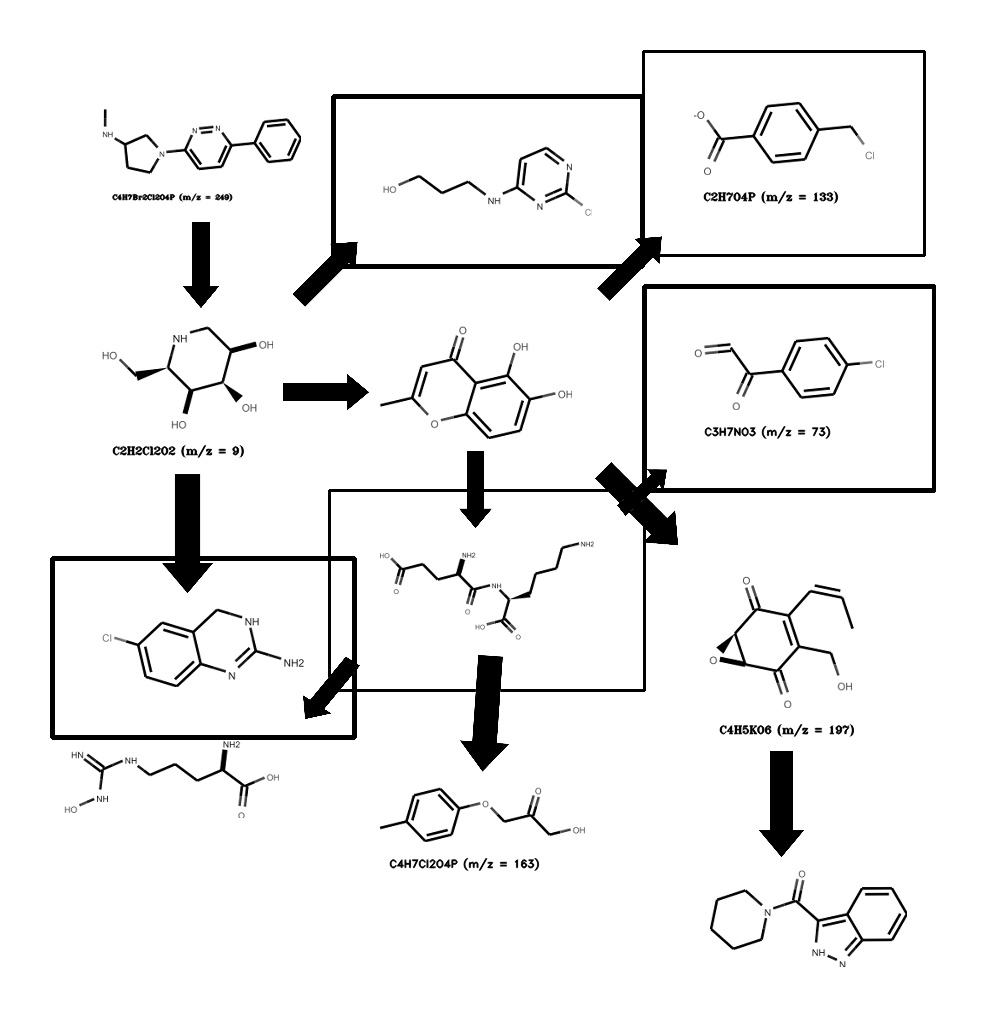 NH
N
N
N
C4H7Br2Cl2O4P (m/z = 249)
HO
NH
N
N
Cl
-O
O
Cl
C2H7O4P (m/z = 133)
HO
NH
OH
OH
HO
C2H2Cl2O2 (m/z = 9)
O
OH
OH
O
O
O
Cl
C3H7NO3 (m/z = 73)
Cl
NH
N
NH2
HO
O
NH2
O
NH
NH2
HO
O
O
O
O
OH
C4H5KO6 (m/z = 197)
HN
NH
NH
HO
NH2
OH
O
O
O
OH
C4H7Cl2O4P (m/z = 163)
O
N
NH
N